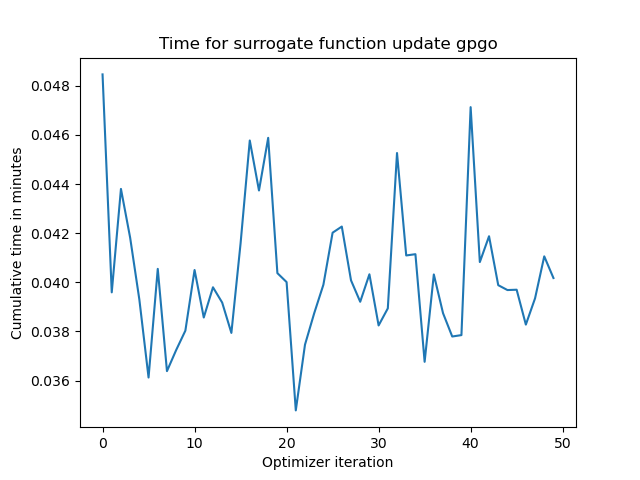 Time for surrogate function update gpgo
Cumulative time in minutes
0.048
0.046
0.044
0.042
0.040
0.038
0.036
0 10 20 30 40 50
Optimizer iteration